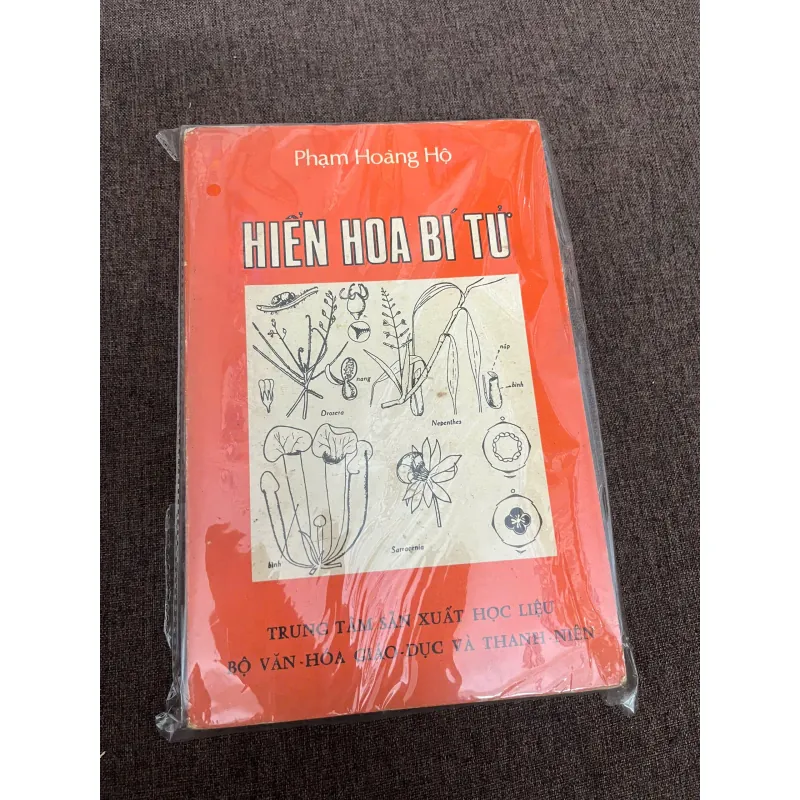 Phạm Hoàng Hộ
HIỂN HOA BÍ TỬ
nang
Drosera
nắp
bình
Nepenthes
bình
Sarracenia
TRUNG TÂM SẢN XUẤT HỌC LIỆU
BỘ VĂN-HÓA GIÁO-DỤC VÀ THANH-NIÊN